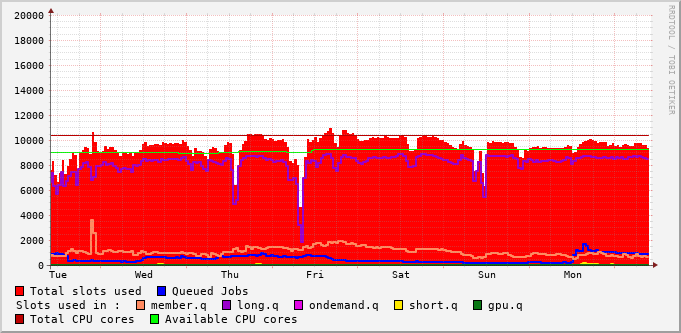 RRDTOOL / TOBI OETIKER
20000
18000
16000
14000
12000
10000
8000
6000
4000
2000
0
Tue Wed Thu Fri Sat Sun Mon
Total slots used Queued Jobs
Slots used in : member.q long.q ondemand.q short.q gpu.q
Total CPU cores Available CPU cores